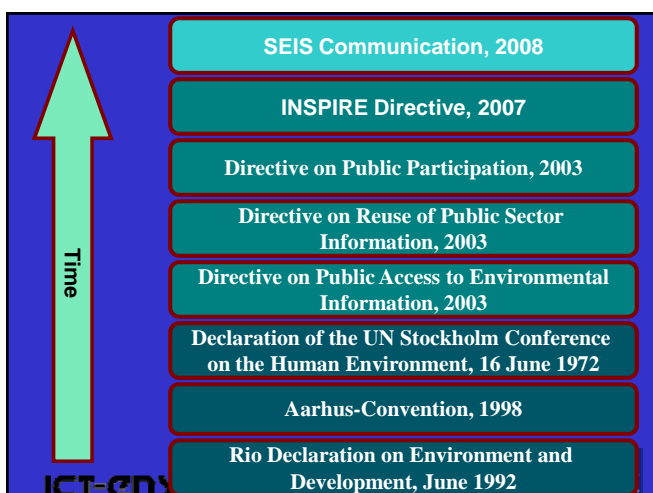 SEIS Communication, 2008
INSPIRE Directive, 2007
Directive on Public Participation, 2003
Directive on Reuse of Public Sector
Information, 2003
Directive on Public Access to Environmental
Information, 2003
Declaration of the UN Stockholm Conference
on the Human Environment, 16 June 1972
Aarhus-Convention, 1998
Rio Declaration on Environment and
Development, June 1992
Time